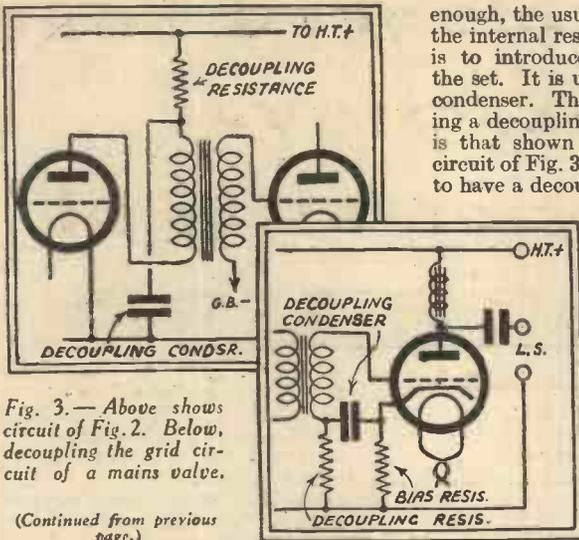 TO H.T.+
DECOUPLING
RESISTANCE
G.B.-
DECOUPLING CONDSR.
enough, the usu
the internal res
is to introduce
the set. It is u
condenser. Th
ing a decouplin
is that shown
circuit of Fig. 3
to have a decou
H.T.+
DECOUPLING
CONDENSER
L.S.
BIAS RESIS.
DECOUPLING RESIS.
Fig. 3.— Above shows
circuit of Fig. 2. Below,
decoupling the grid cir-
cuit of a mains valve.
(Continued from previous
page.)